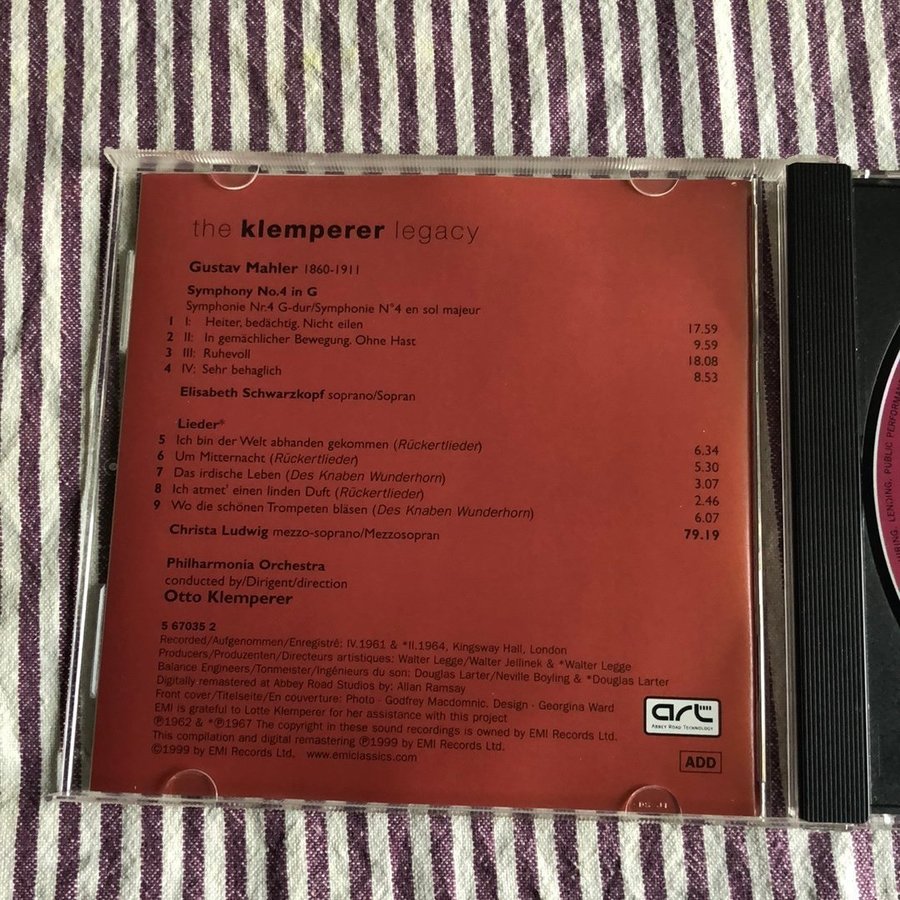 the klemperer legacy
Gustav Mahler 1860-1911
Symphony No.4 in G
Symphonie Nr.4 G-dur/Symphonie N°4 en sol majeur
1 I: Heiter, bedächtig. Nicht eilen 17.59
2 II: In gemächlicher Bewegung. Ohne Hast 9.59
3 III: Ruhevoll 18.08
4 IV: Sehr behaglich 8.53
Elisabeth Schwarzkopf soprano/Sopran
Lieder*
5 Ich bin der Welt abhanden gekommen (Rückertlieder) 6.34
6 Um Mitternacht (Rückertlieder) 5.30
7 Das irdische Leben (Des Knaben Wunderhorn) 3.07
8 Ich atmet' einen linden Duft (Rückertlieder) 2.46
9 Wo die schönen Trompeten bläsen (Des Knaben Wunderhorn) 6.07
Christa Ludwig mezzo-soprano/Mezzosopran 79.19
Philharmonia Orchestra
conducted by/Dirigent/direction
Otto Klemperer
5 67035 2
Recorded/Aufgenommen/Enregistré: IV.1961 & *II.1964, Kingsway Hall, London
Producers/Produzenten/Directeurs artistiques: Walter Legge/Walter Jellinek & *Walter Legge
Balance Engineers/Tonmeister/Ingénieurs du son: Douglas Larter/Neville Boyling & *Douglas Larter
Digitally remastered at Abbey Road Studios by: Allan Ramsay
Front cover/Titelseite/En couverture: Photo - Godfrey Macdomnic. Design - Georgina Ward
EMI is grateful to Lotte Klemperer for her assistance with this project
℗1962 & *℗1967 The copyright in these sound recordings is owned by EMI Records Ltd.
This compilation and digital remastering ℗1999 by EMI Records Ltd.
©1999 by EMI Records Ltd. www.emiclassics.com
art
ABBEY ROAD TECHNOLOGY
ADD
LENDING, PUBLIC